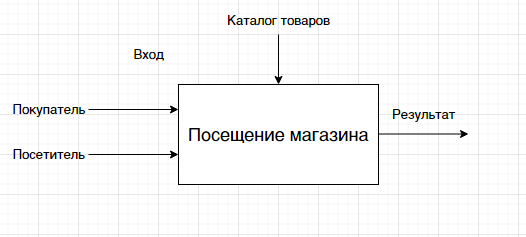 Каталог товаров
Вход
Покупатель
Результат
Посещение магазина
Посетитель